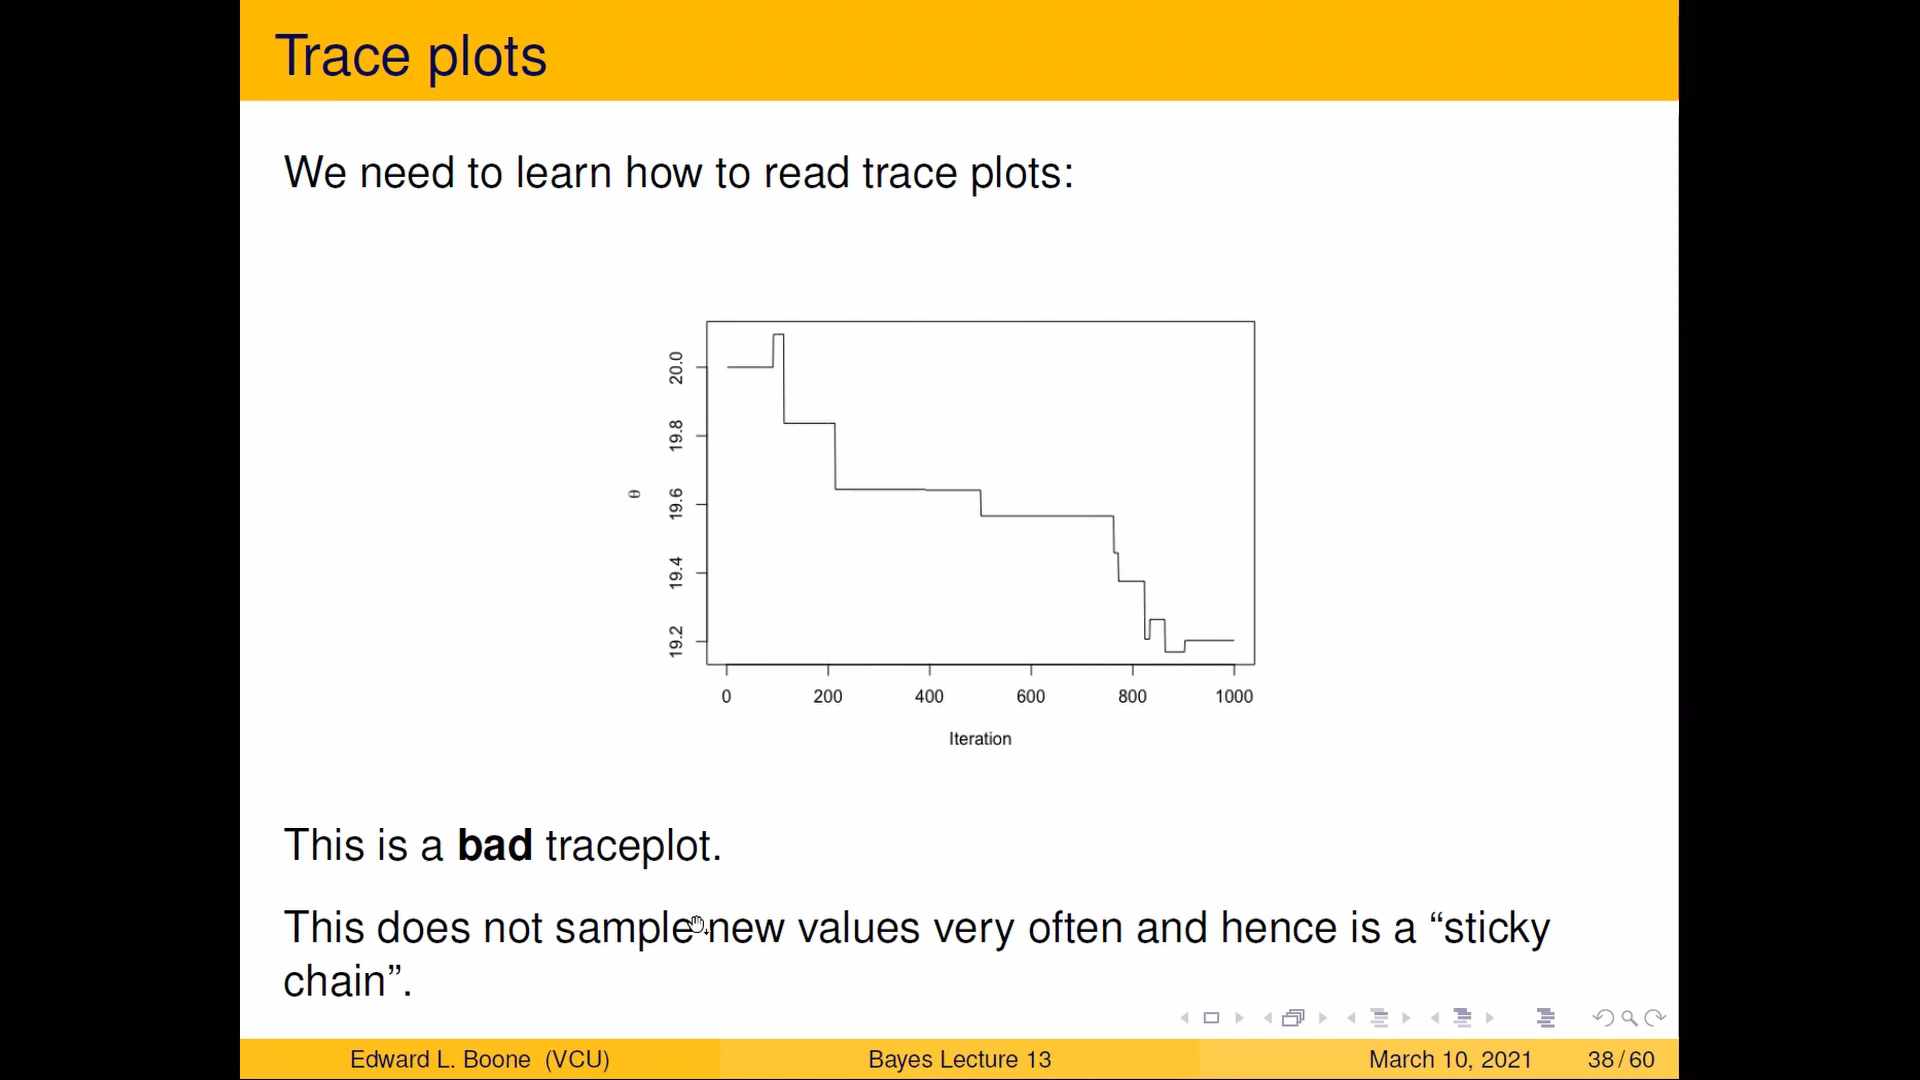 Trace plots
We need to learn how to read trace plots:
20.0
19.8
19.6
19.4
19.2
θ
0 200 400 600 800 1000
Iteration
This is a bad traceplot.
This does not sample new values very often and hence is a “sticky
chain”.
Edward L. Boone (VCU) Bayes Lecture 13 March 10, 2021 38 / 60